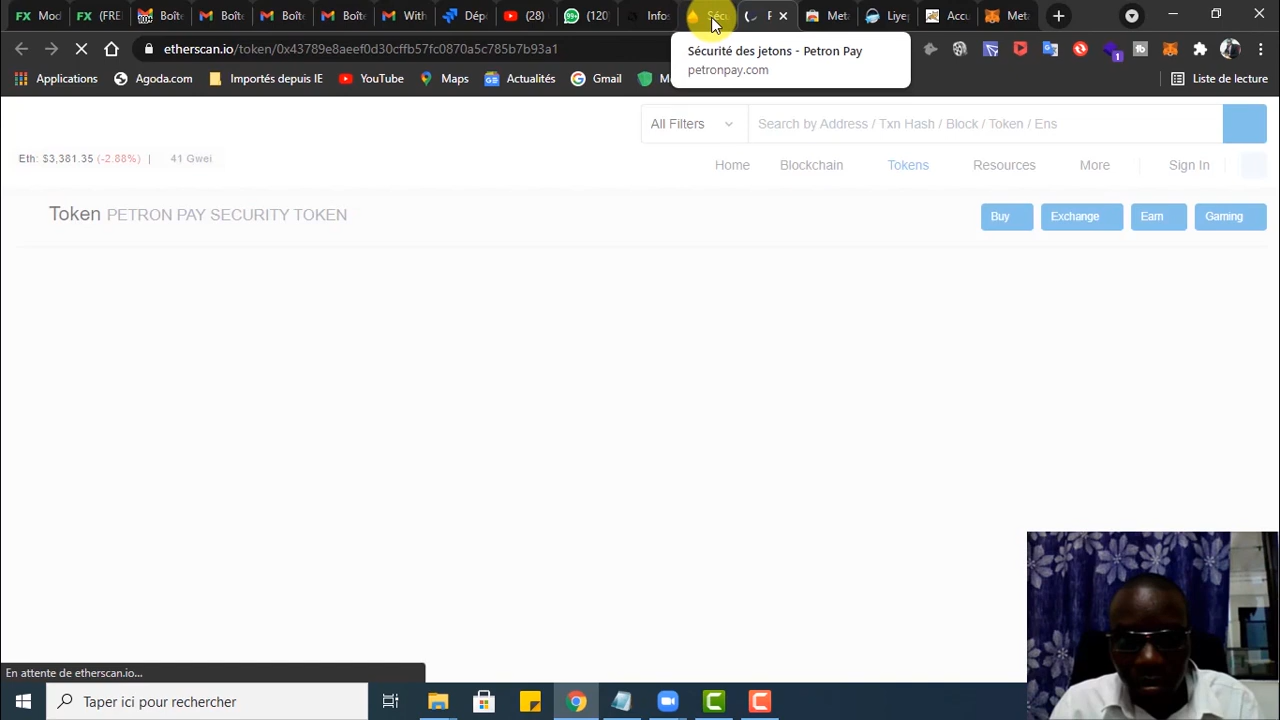 Mod
(FRE
Boîte
Boîte
Boîte
Boîte
With
Dép
(28)
(120)
Infos
Sécu
P
Meta
Liye
Accu
Meta
etherscan.io/token/0x43789e8aeef0d30cffb57fc0870a5c785b7b93a1
Sécurité des jetons - Petron Pay
petronpay.com
Applications
Agoda.com
Importés depuis IE
YouTube
Maps
Actualités
Gmail
Liste de lecture
All Filters
Search by Address / Txn Hash / Block / Token / Ens
Eth: $3,381.35 (-2.88%) | 41 Gwei
Home
Blockchain
Tokens
Resources
More
Sign In
Token PETRON PAY SECURITY TOKEN
Buy
Exchange
Earn
Gaming
En attente de etherscan.io...
Taper ici pour rechercher